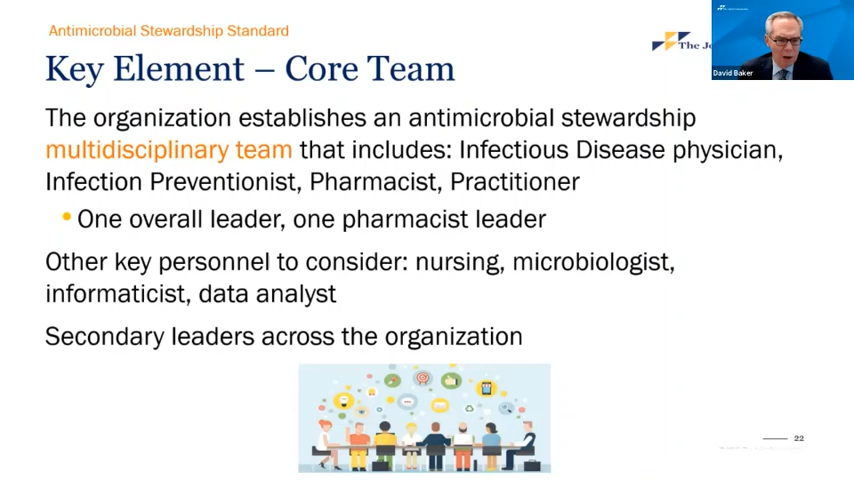 Antimicrobial Stewardship Standard
Key Element – Core Team
The Jo
David Baker
The organization establishes an antimicrobial stewardship
multidisciplinary team that includes: Infectious Disease physician,
Infection Preventionist, Pharmacist, Practitioner
• One overall leader, one pharmacist leader
Other key personnel to consider: nursing, microbiologist,
informaticist, data analyst
Secondary leaders across the organization
22